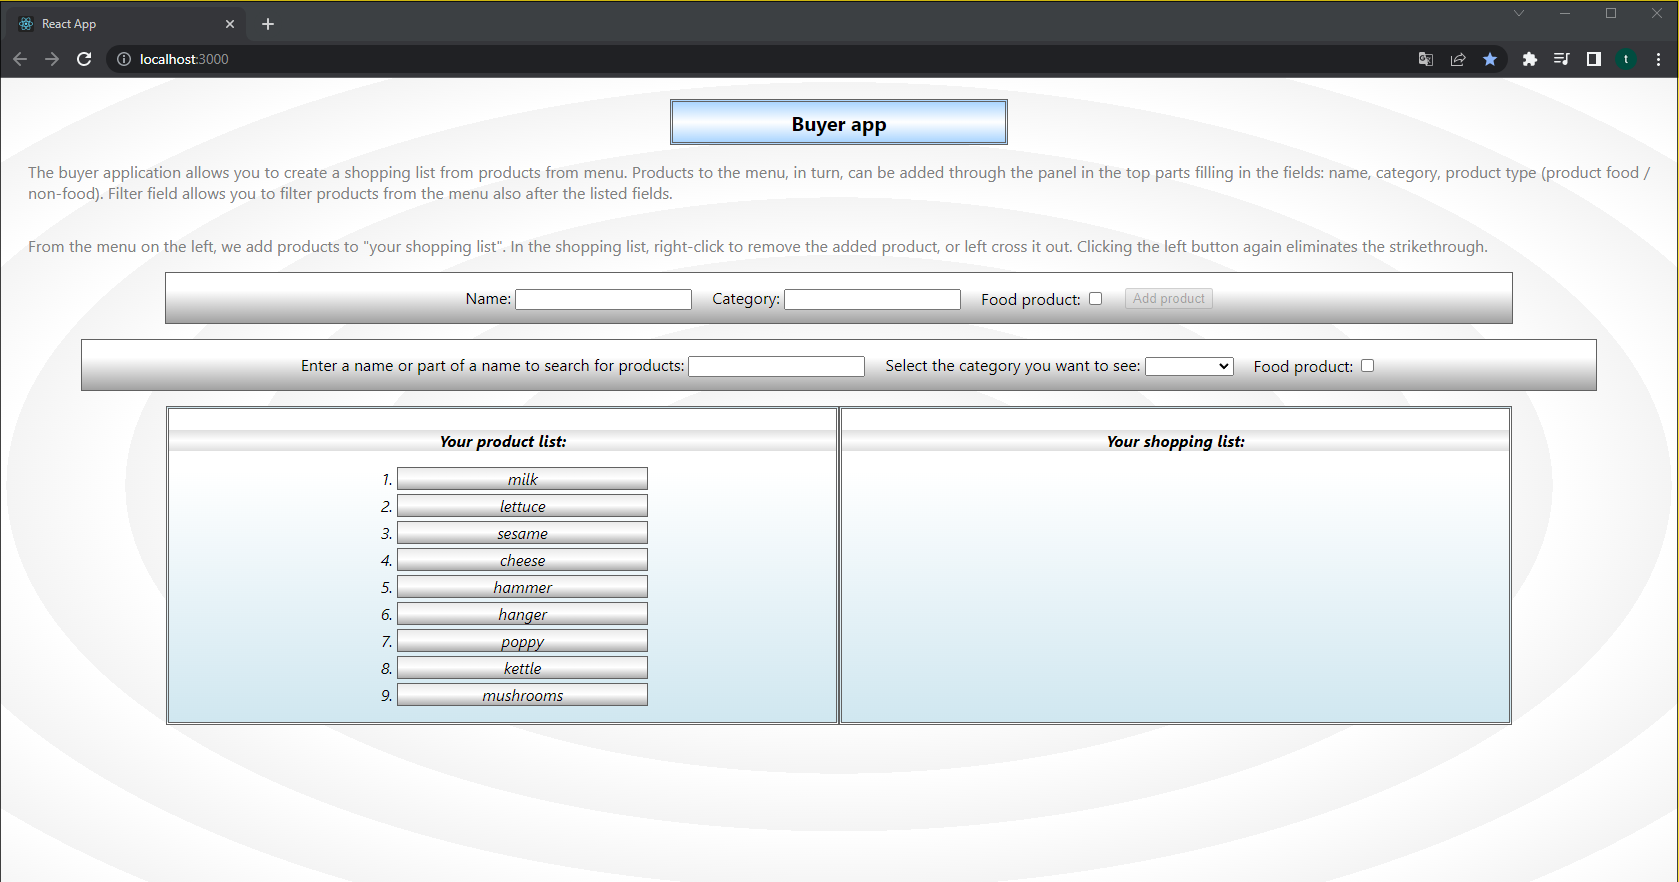 React App
localhost:3000
t
Buyer app
The buyer application allows you to create a shopping list from products from menu. Products to the menu, in turn, can be added through the panel in the top parts filling in the fields: name, category, product type (product food /
non-food). Filter field allows you to filter products from the menu also after the listed fields.
From the menu on the left, we add products to "your shopping list". In the shopping list, right-click to remove the added product, or left cross it out. Clicking the left button again eliminates the strikethrough.
Name: Category: Food product: Add product
Enter a name or part of a name to search for products: Select the category you want to see: Food product:
Your product list:
1. milk
2. lettuce
3. sesame
4. cheese
5. hammer
6. hanger
7. poppy
8. kettle
9. mushrooms
Your shopping list: